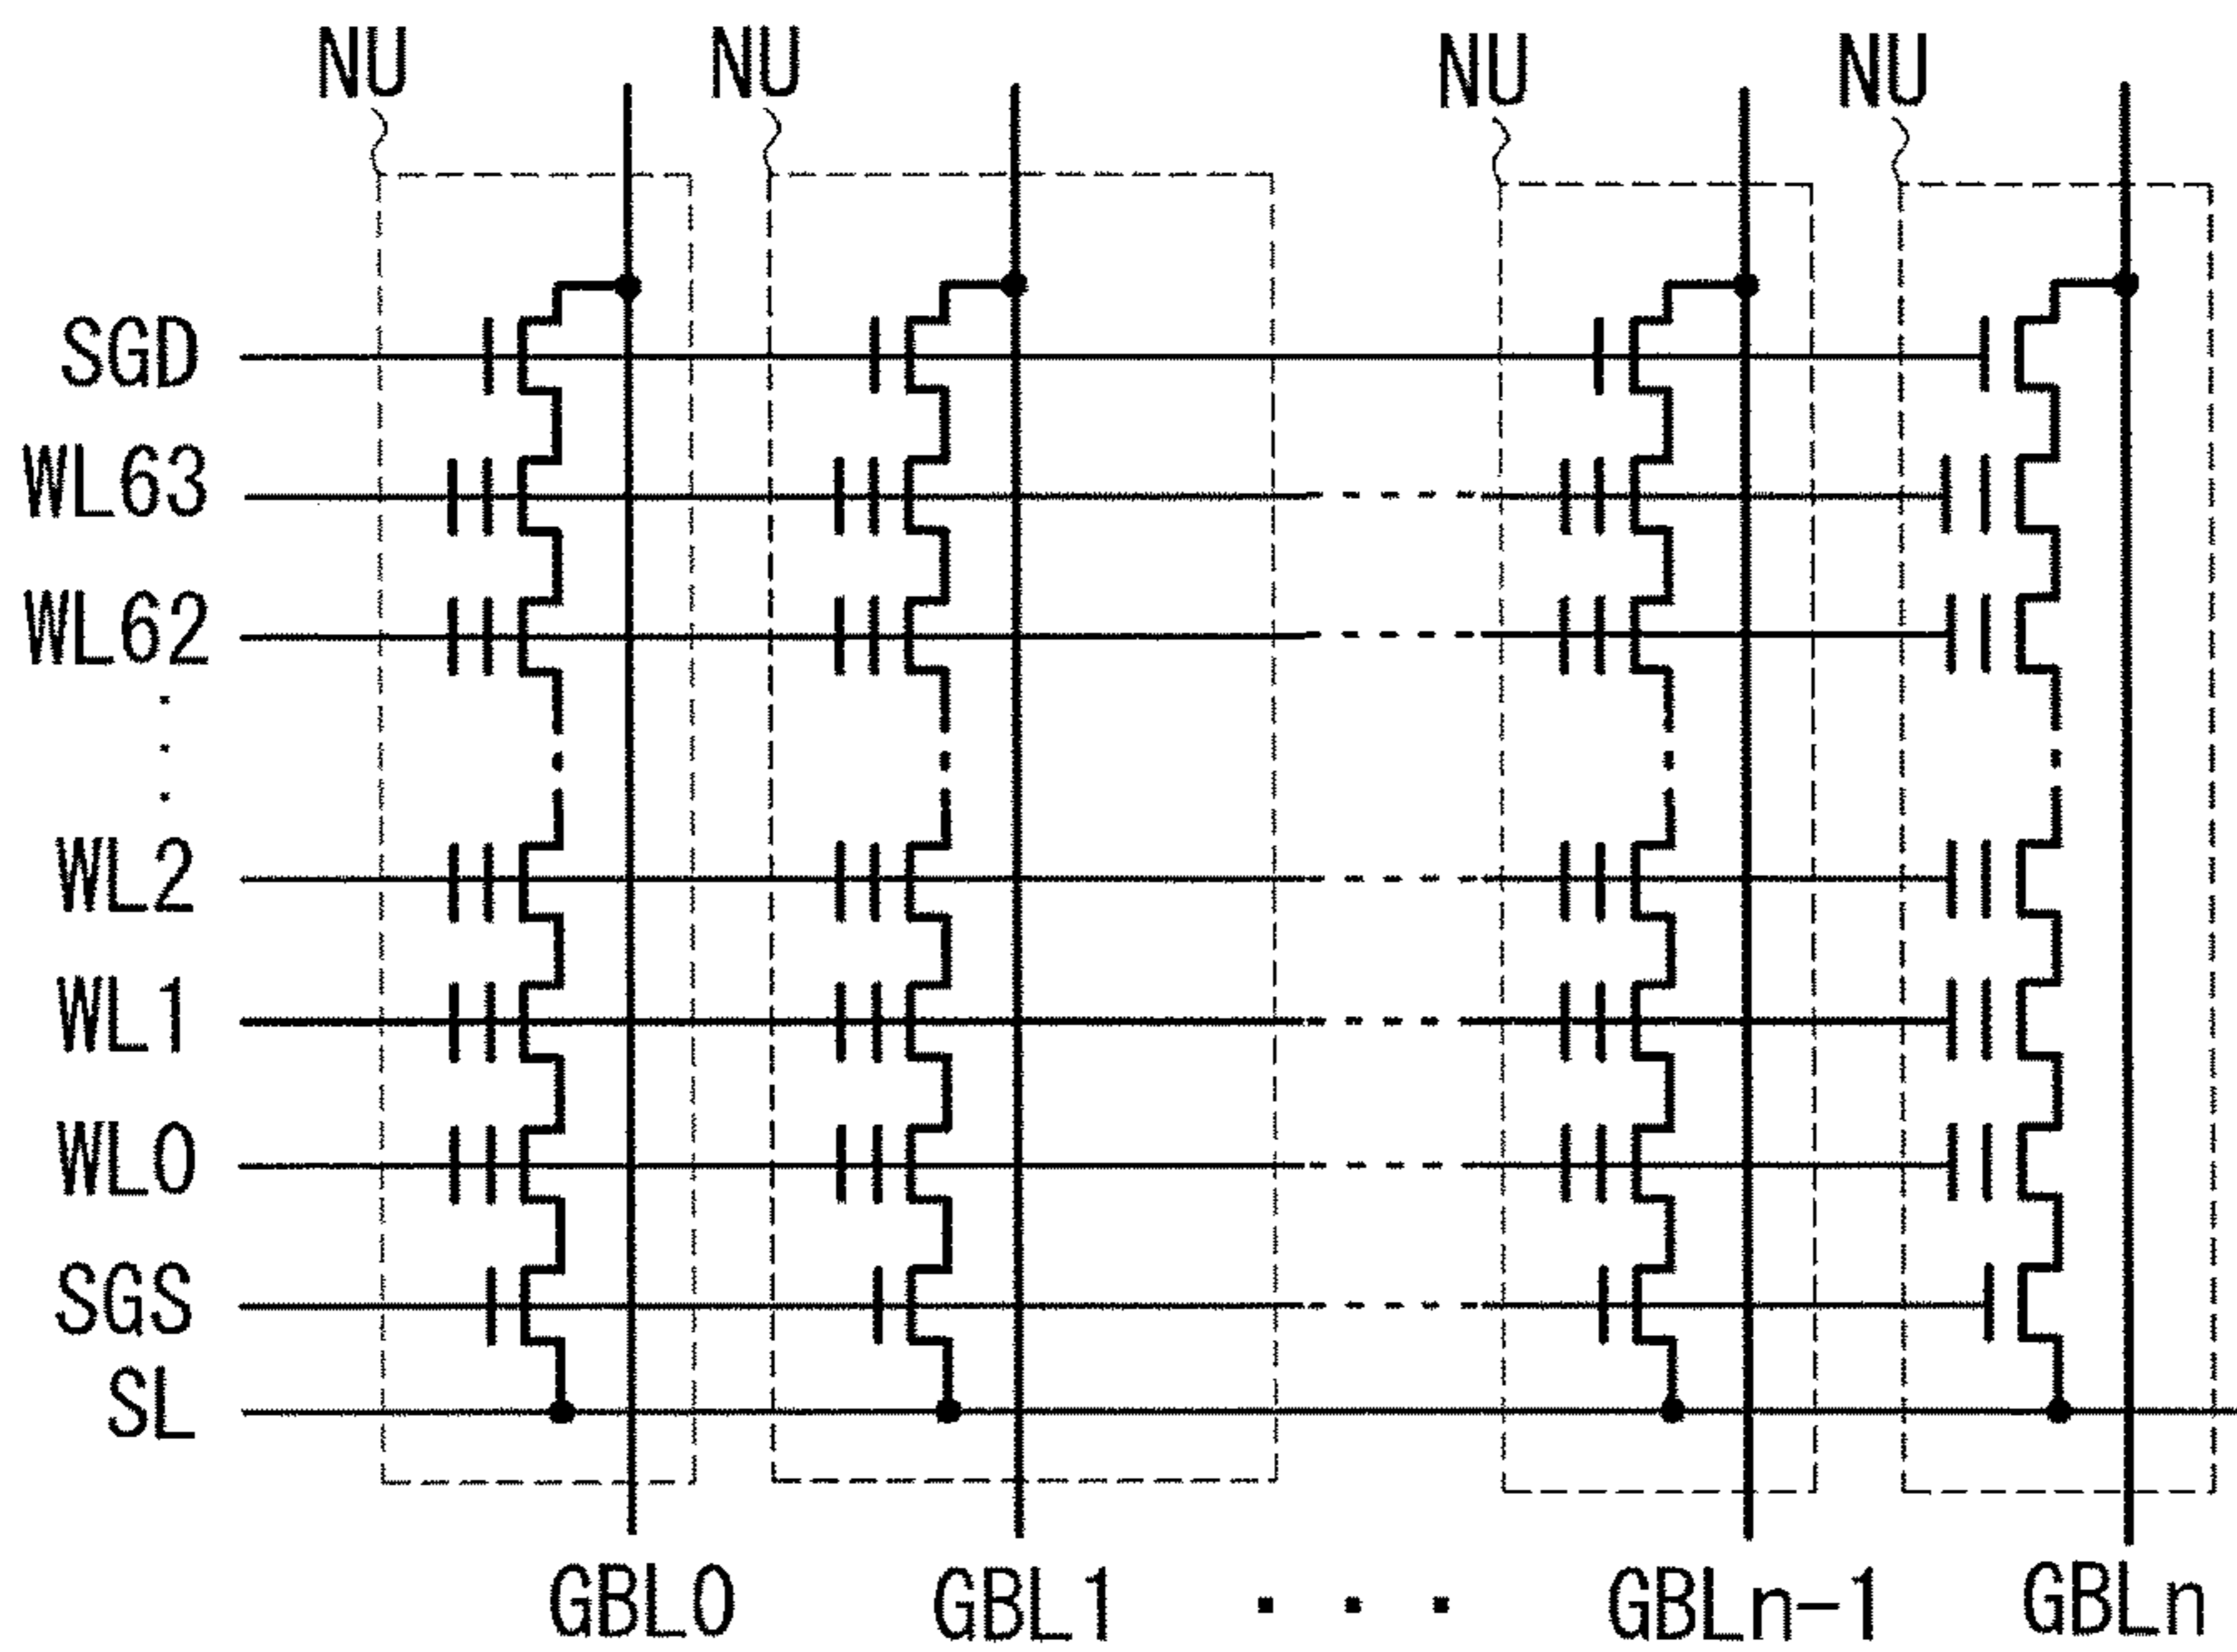 NU NU NU NU
SGD
WL63
WL62
WL2
WL1
WL0
SGS
SL
GBL0 GBL1 ... GBLn-1 GBLn